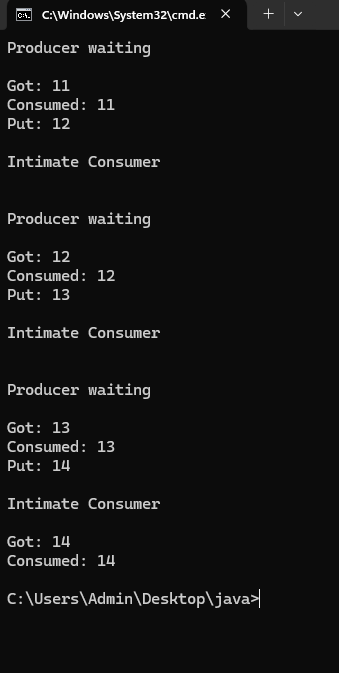 C:\Windows\System32\cmd.e
Producer waiting
Got: 11
Consumed: 11
Put: 12
Intimate Consumer
Producer waiting
Got: 12
Consumed: 12
Put: 13
Intimate Consumer
Producer waiting
Got: 13
Consumed: 13
Put: 14
Intimate Consumer
Got: 14
Consumed: 14
C:\Users\Admin\Desktop\java>